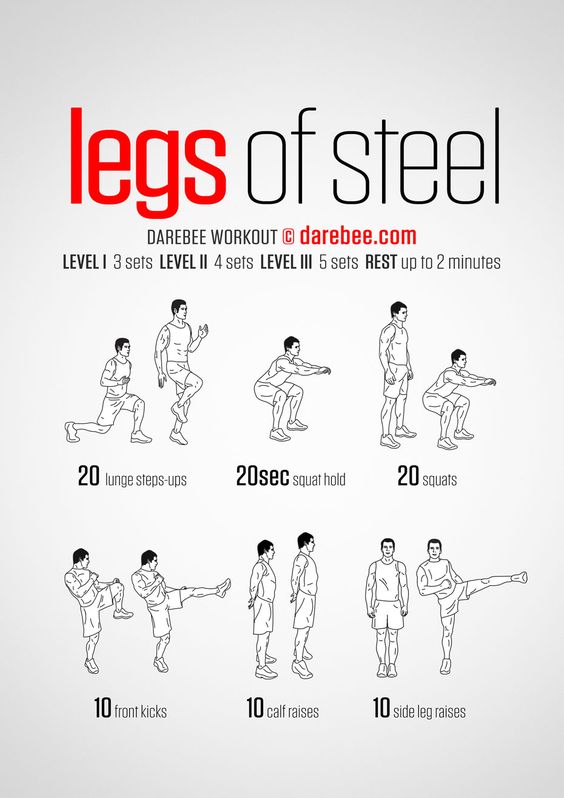 legs of steel
DAREBEE WORKOUT © darebee.com
LEVEL I 3 sets LEVEL II 4 sets LEVEL III 5 sets REST up to 2 minutes
20 lunge steps-ups
20sec squat hold
20 squats
10 front kicks
10 calf raises
10 side leg raises